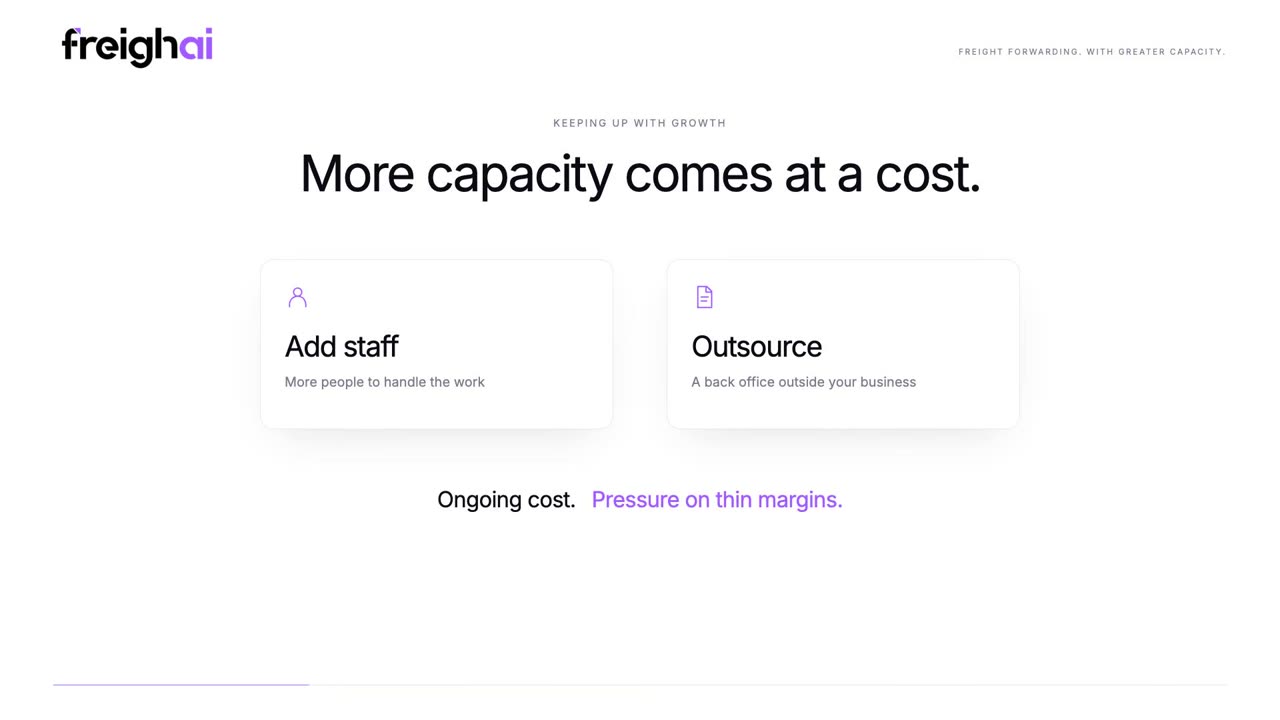 freighai
FREIGHT FORWARDING. WITH GREATER CAPACITY.
KEEPING UP WITH GROWTH
More capacity comes at a cost.
Add staff
More people to handle the work
Outsource
A back office outside your business
Ongoing cost. Pressure on thin margins.